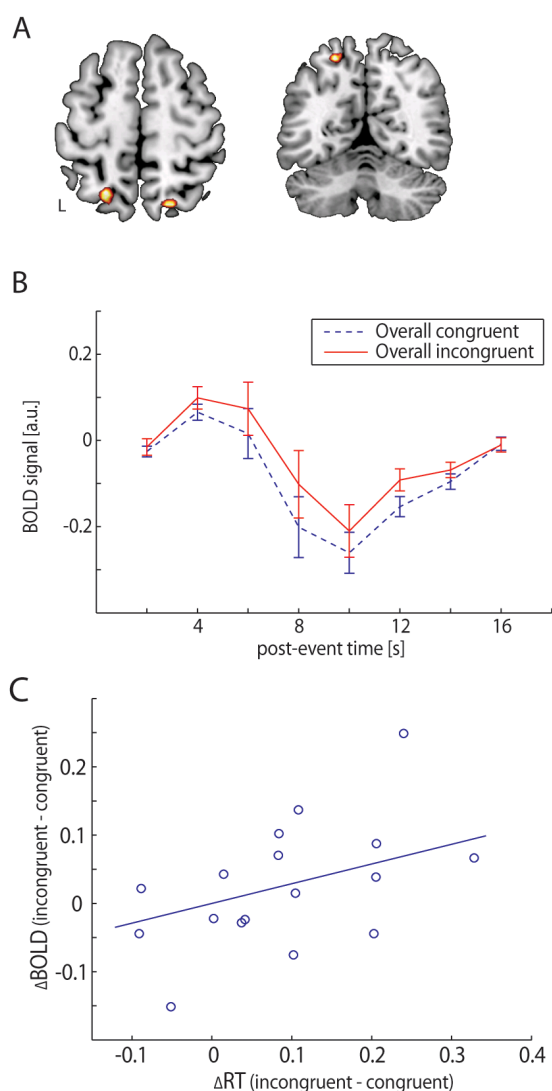 A
L
B
0.2
0
-0.2
BOLD signal [a.u.]
Overall congruent
Overall incongruent
4
8
12
16
post-event time [s]
C
0.2
0.1
0
-0.1
ΔBOLD (incongruent - congruent)
-0.1
0
0.1
0.2
0.3
0.4
ΔRT (incongruent - congruent)